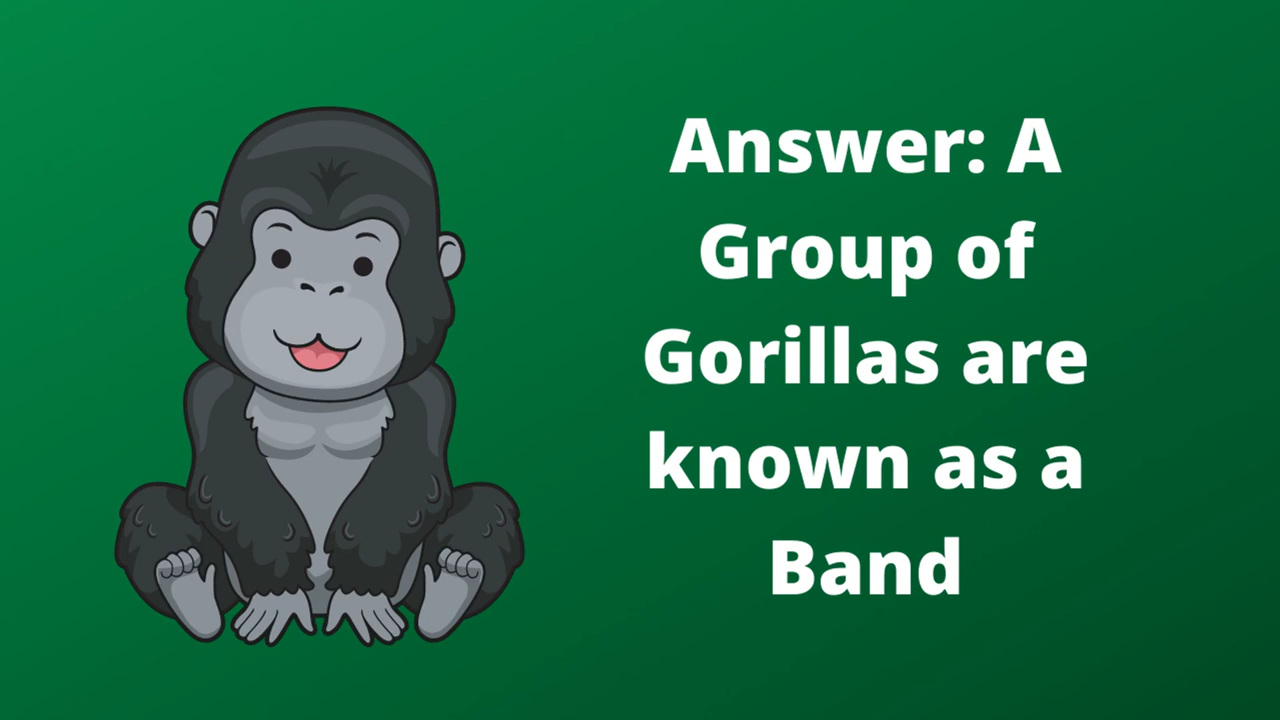 Answer: A
Group of
Gorillas are
known as a
Band